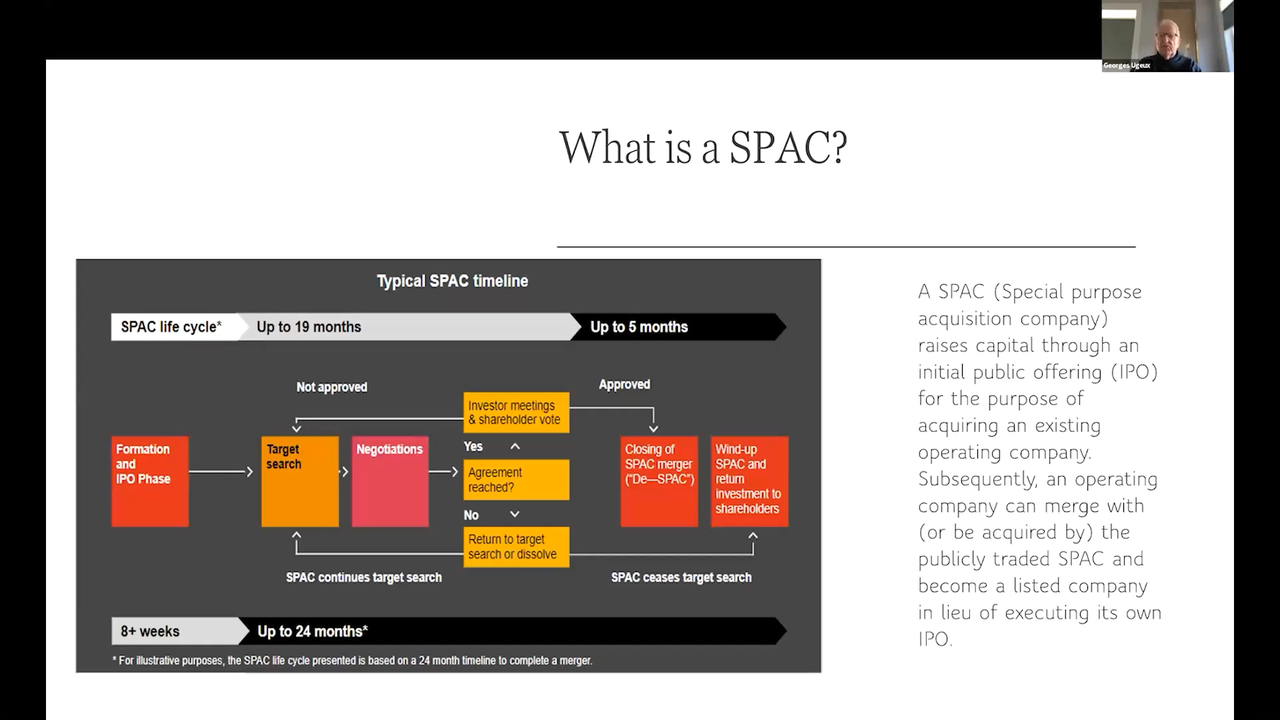 Georges Ugeux
What is a SPAC?
Typical SPAC timeline
SPAC life cycle*
Up to 19 months
Up to 5 months
Not approved
Approved
Investor meetings
& shareholder vote
Formation
and
IPO Phase
Target
search
Negotiations
Yes
Agreement
reached?
No
Return to target
search or dissolve
Closing of
SPAC merger
("De—SPAC")
Wind-up
SPAC and
return
investment to
shareholders
SPAC continues target search
SPAC ceases target search
8+ weeks
Up to 24 months*
* For illustrative purposes, the SPAC life cycle presented is based on a 24 month timeline to complete a merger.
A SPAC (Special purpose
acquisition company)
raises capital through an
initial public offering (IPO)
for the purpose of
acquiring an existing
operating company.
Subsequently, an operating
company can merge with
(or be acquired by) the
publicly traded SPAC and
become a listed company
in lieu of executing its own
IPO.